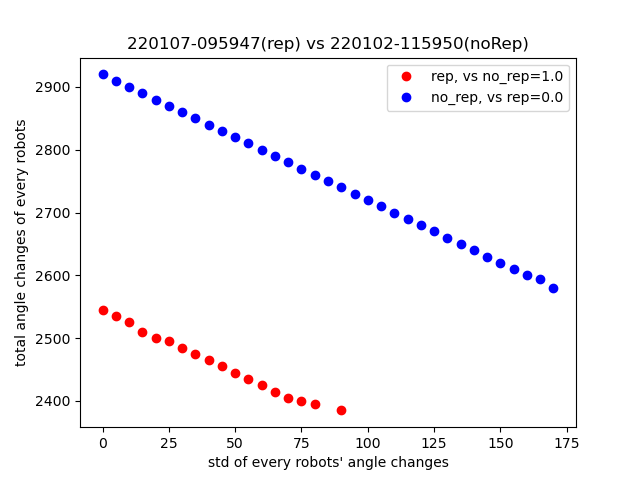 220107-095947(rep) vs 220102-115950(noRep)
rep, vs no_rep=1.0
no_rep, vs rep=0.0
total angle changes of every robots
2900
2800
2700
2600
2500
2400
0 25 50 75 100 125 150 175
std of every robots' angle changes